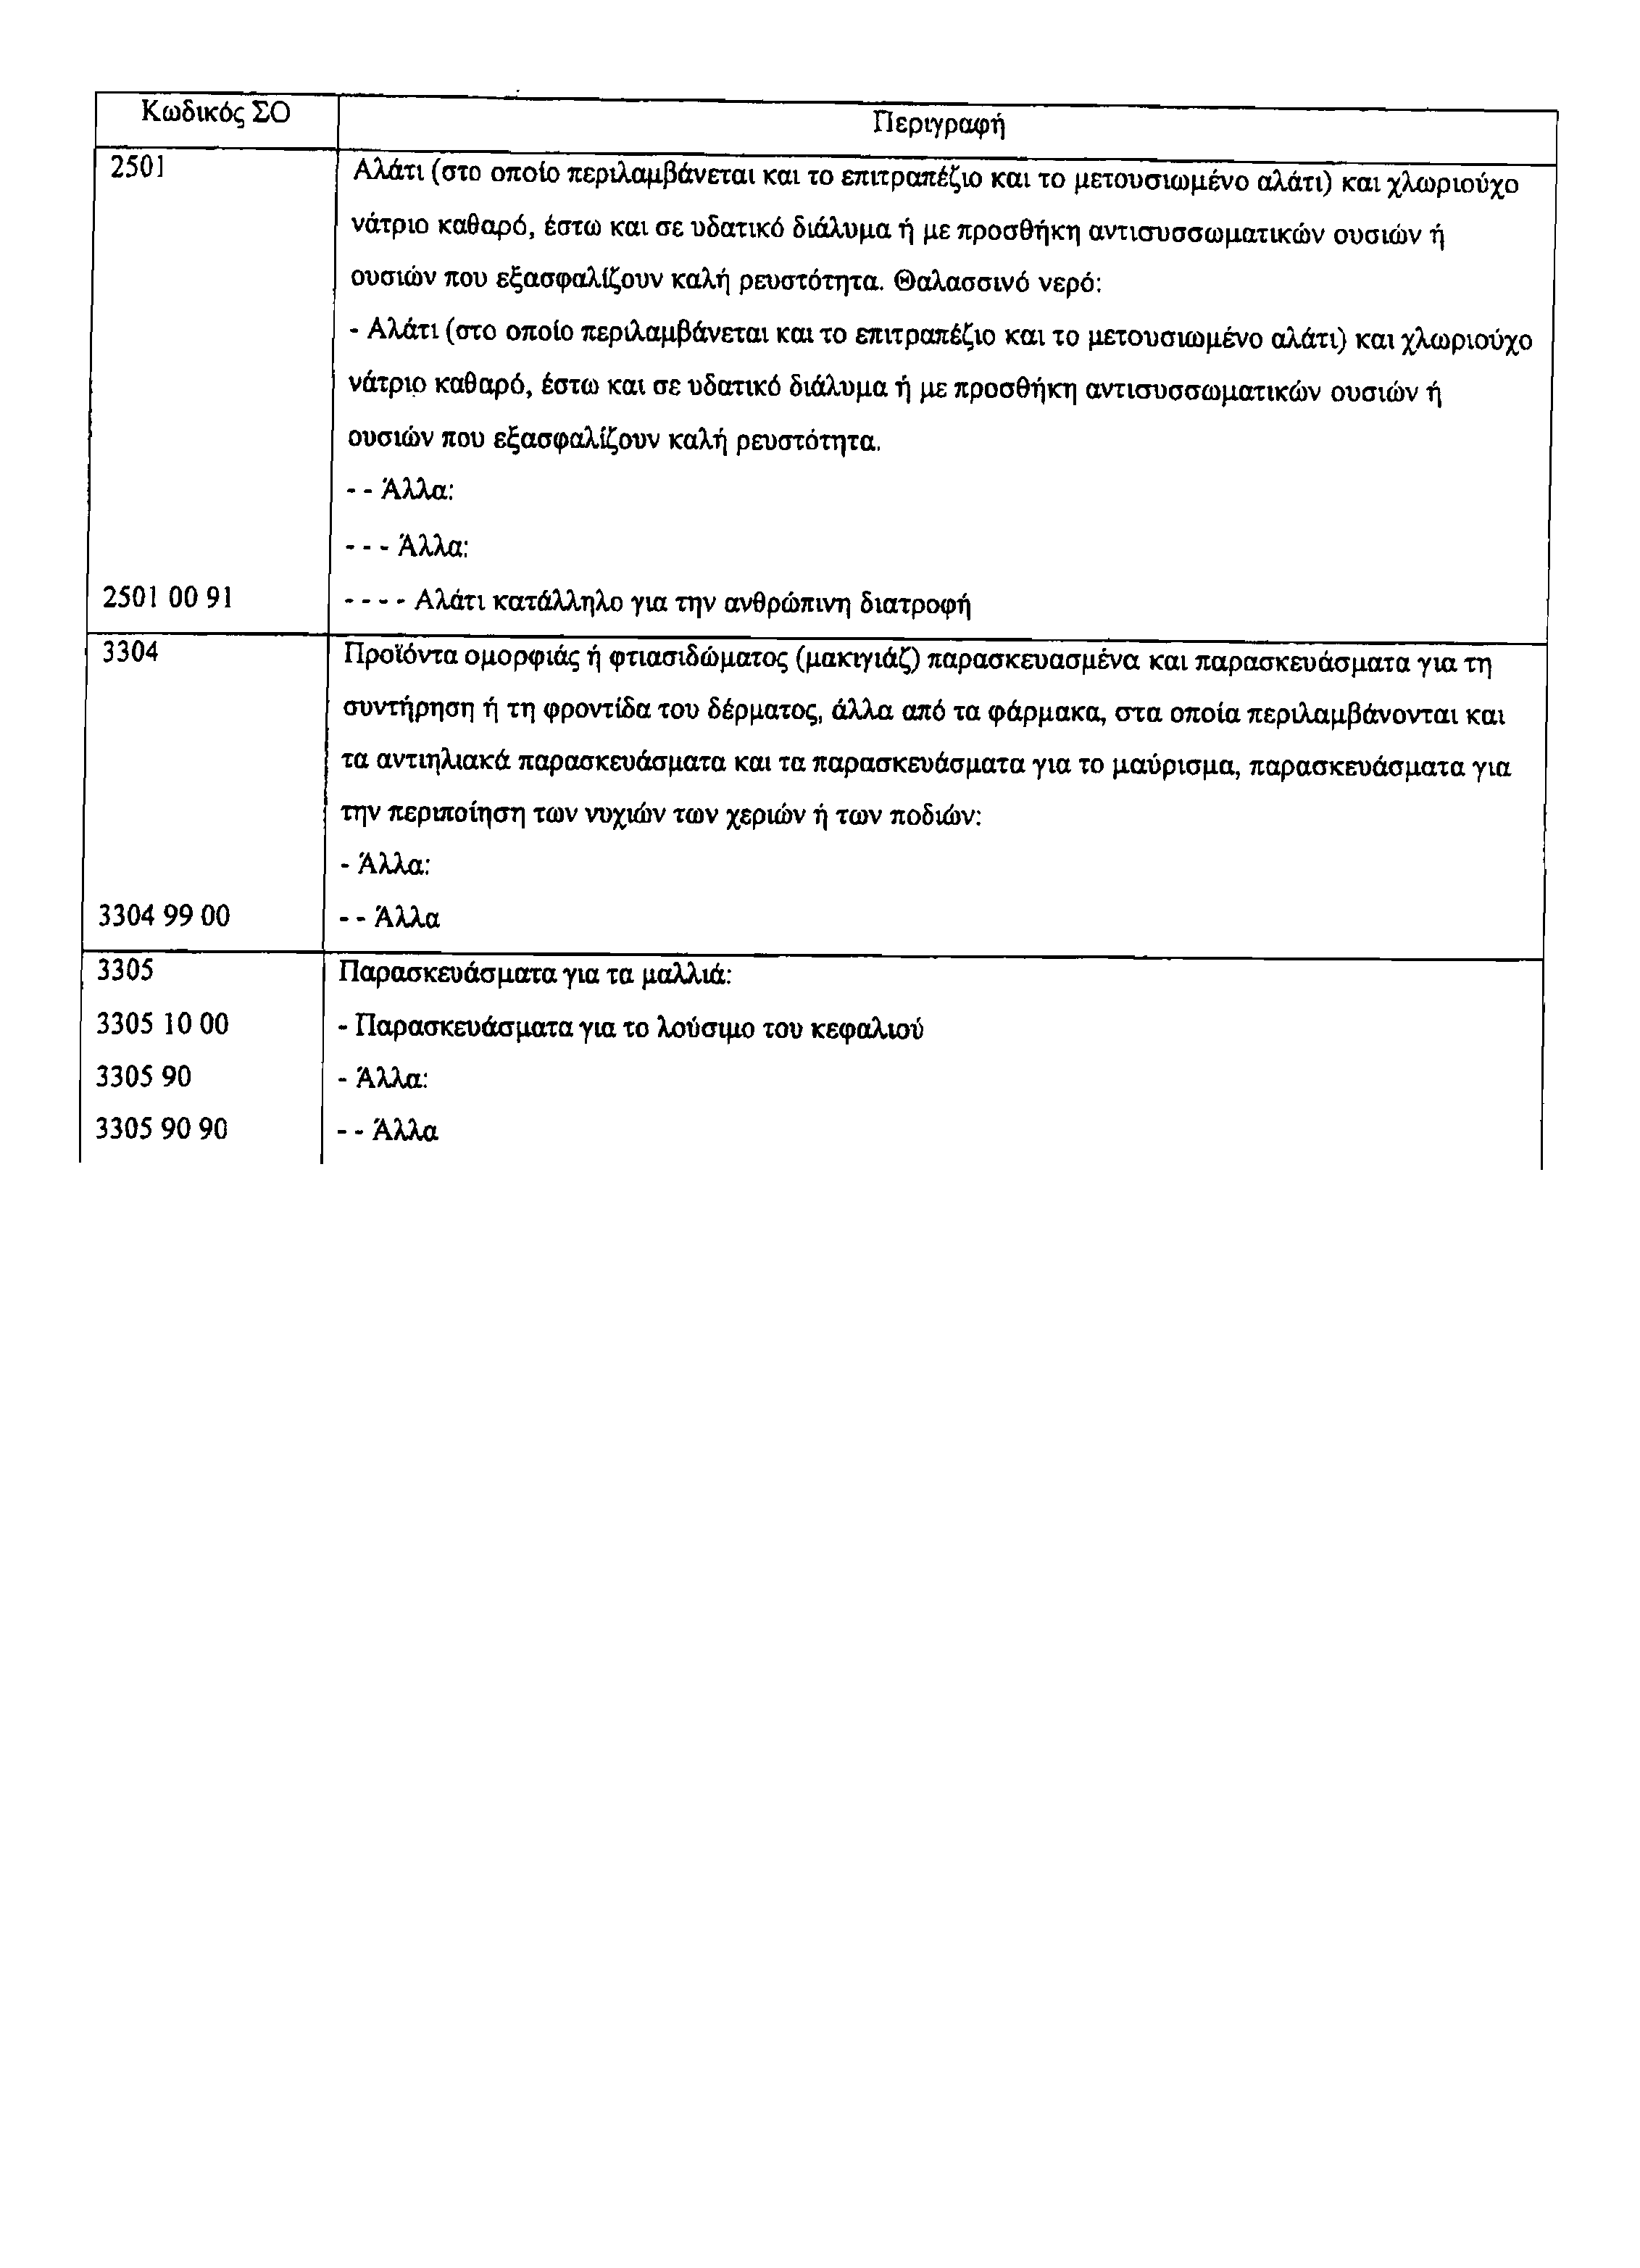 Κωδικός ΣΟ
Περιγραφή
2501
Αλάτι (στο οποίο περιλαμβάνεται και το επιτραπέζιο και το μετουσιωμένο αλάτι) και χλωριούχο
νάτριο καθαρό, έστω και σε υδατικό διάλυμα ή με προσθήκη αντισυσσωματικών ουσιών ή
ουσιών που εξασφαλίζουν καλή ρευστότητα. Θαλασσινό νερό:
- Αλάτι (στο οποίο περιλαμβάνεται και το επιτραπέζιο και το μετουσιωμένο αλάτι) και χλωριούχο
νάτριο καθαρό, έστω και σε υδατικό διάλυμα ή με προσθήκη αντισυσσωματικών ουσιών ή
ουσιών που εξασφαλίζουν καλή ρευστότητα.
- - Άλλα:
- - - Άλλα:
2501 00 91
- - - - Αλάτι κατάλληλο για την ανθρώπινη διατροφή
3304
Προϊόντα ομορφιάς ή φτιασιδώματος (μακιγιάζ) παρασκευασμένα και παρασκευάσματα για τη
συντήρηση ή τη φροντίδα του δέρματος, άλλα από τα φάρμακα, στα οποία περιλαμβάνονται και
τα αντιηλιακά παρασκευάσματα και τα παρασκευάσματα για το μαύρισμα, παρασκευάσματα για
την περιποίηση των νυχιών των χεριών ή των ποδιών:
- Άλλα:
3304 99 00
- - Άλλα
3305
Παρασκευάσματα για τα μαλλιά:
3305 10 00
- Παρασκευάσματα για το λούσιμο του κεφαλιού
3305 90
- Άλλα:
3305 90 90
- - Άλλα